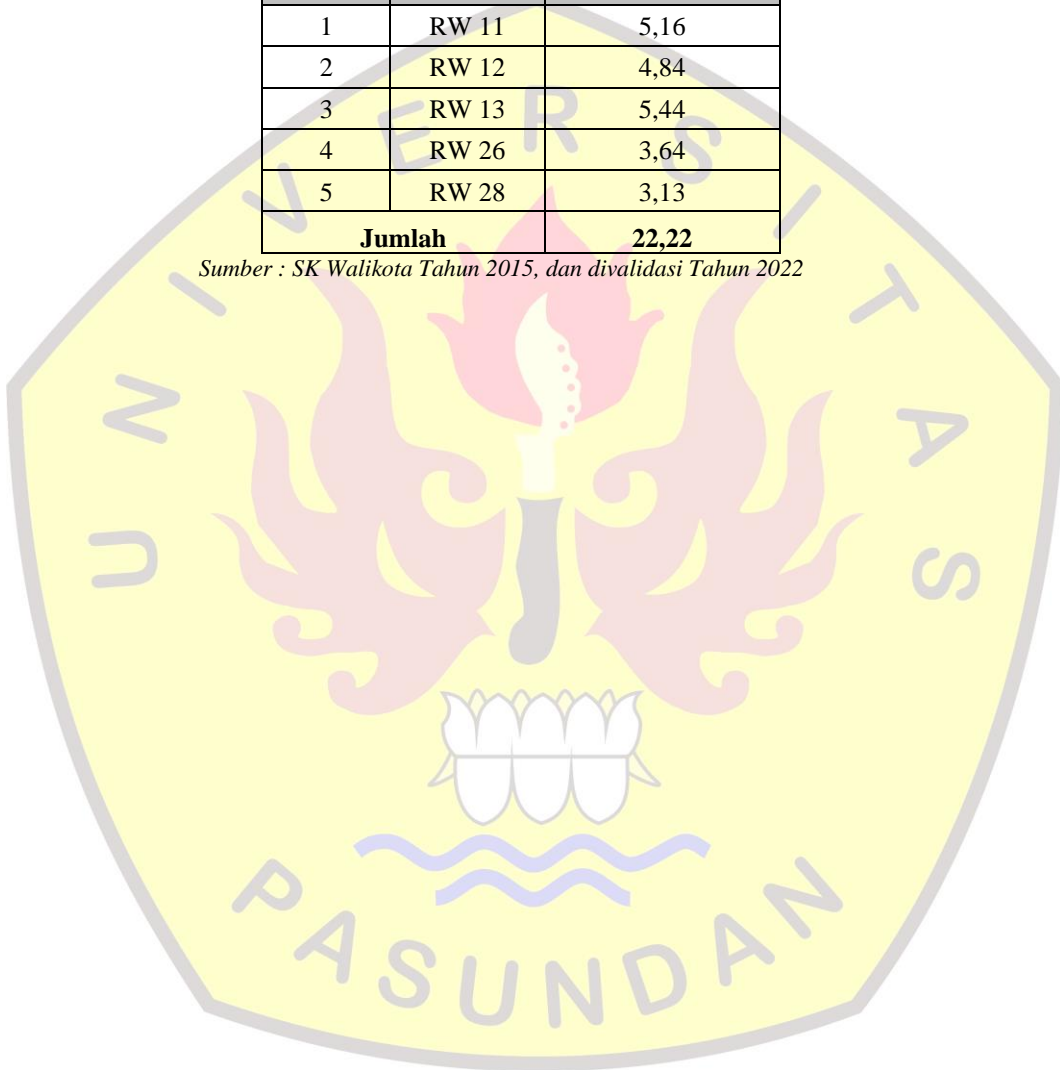 1 RW 11 5,16
2 RW 12 4,84
3 RW 13 5,44
4 RW 26 3,64
5 RW 28 3,13
Jumlah 22,22
Sumber : SK Walikota Tahun 2015, dan divalidasi Tahun 2022
UNIVERSITAS
PASUNDAN